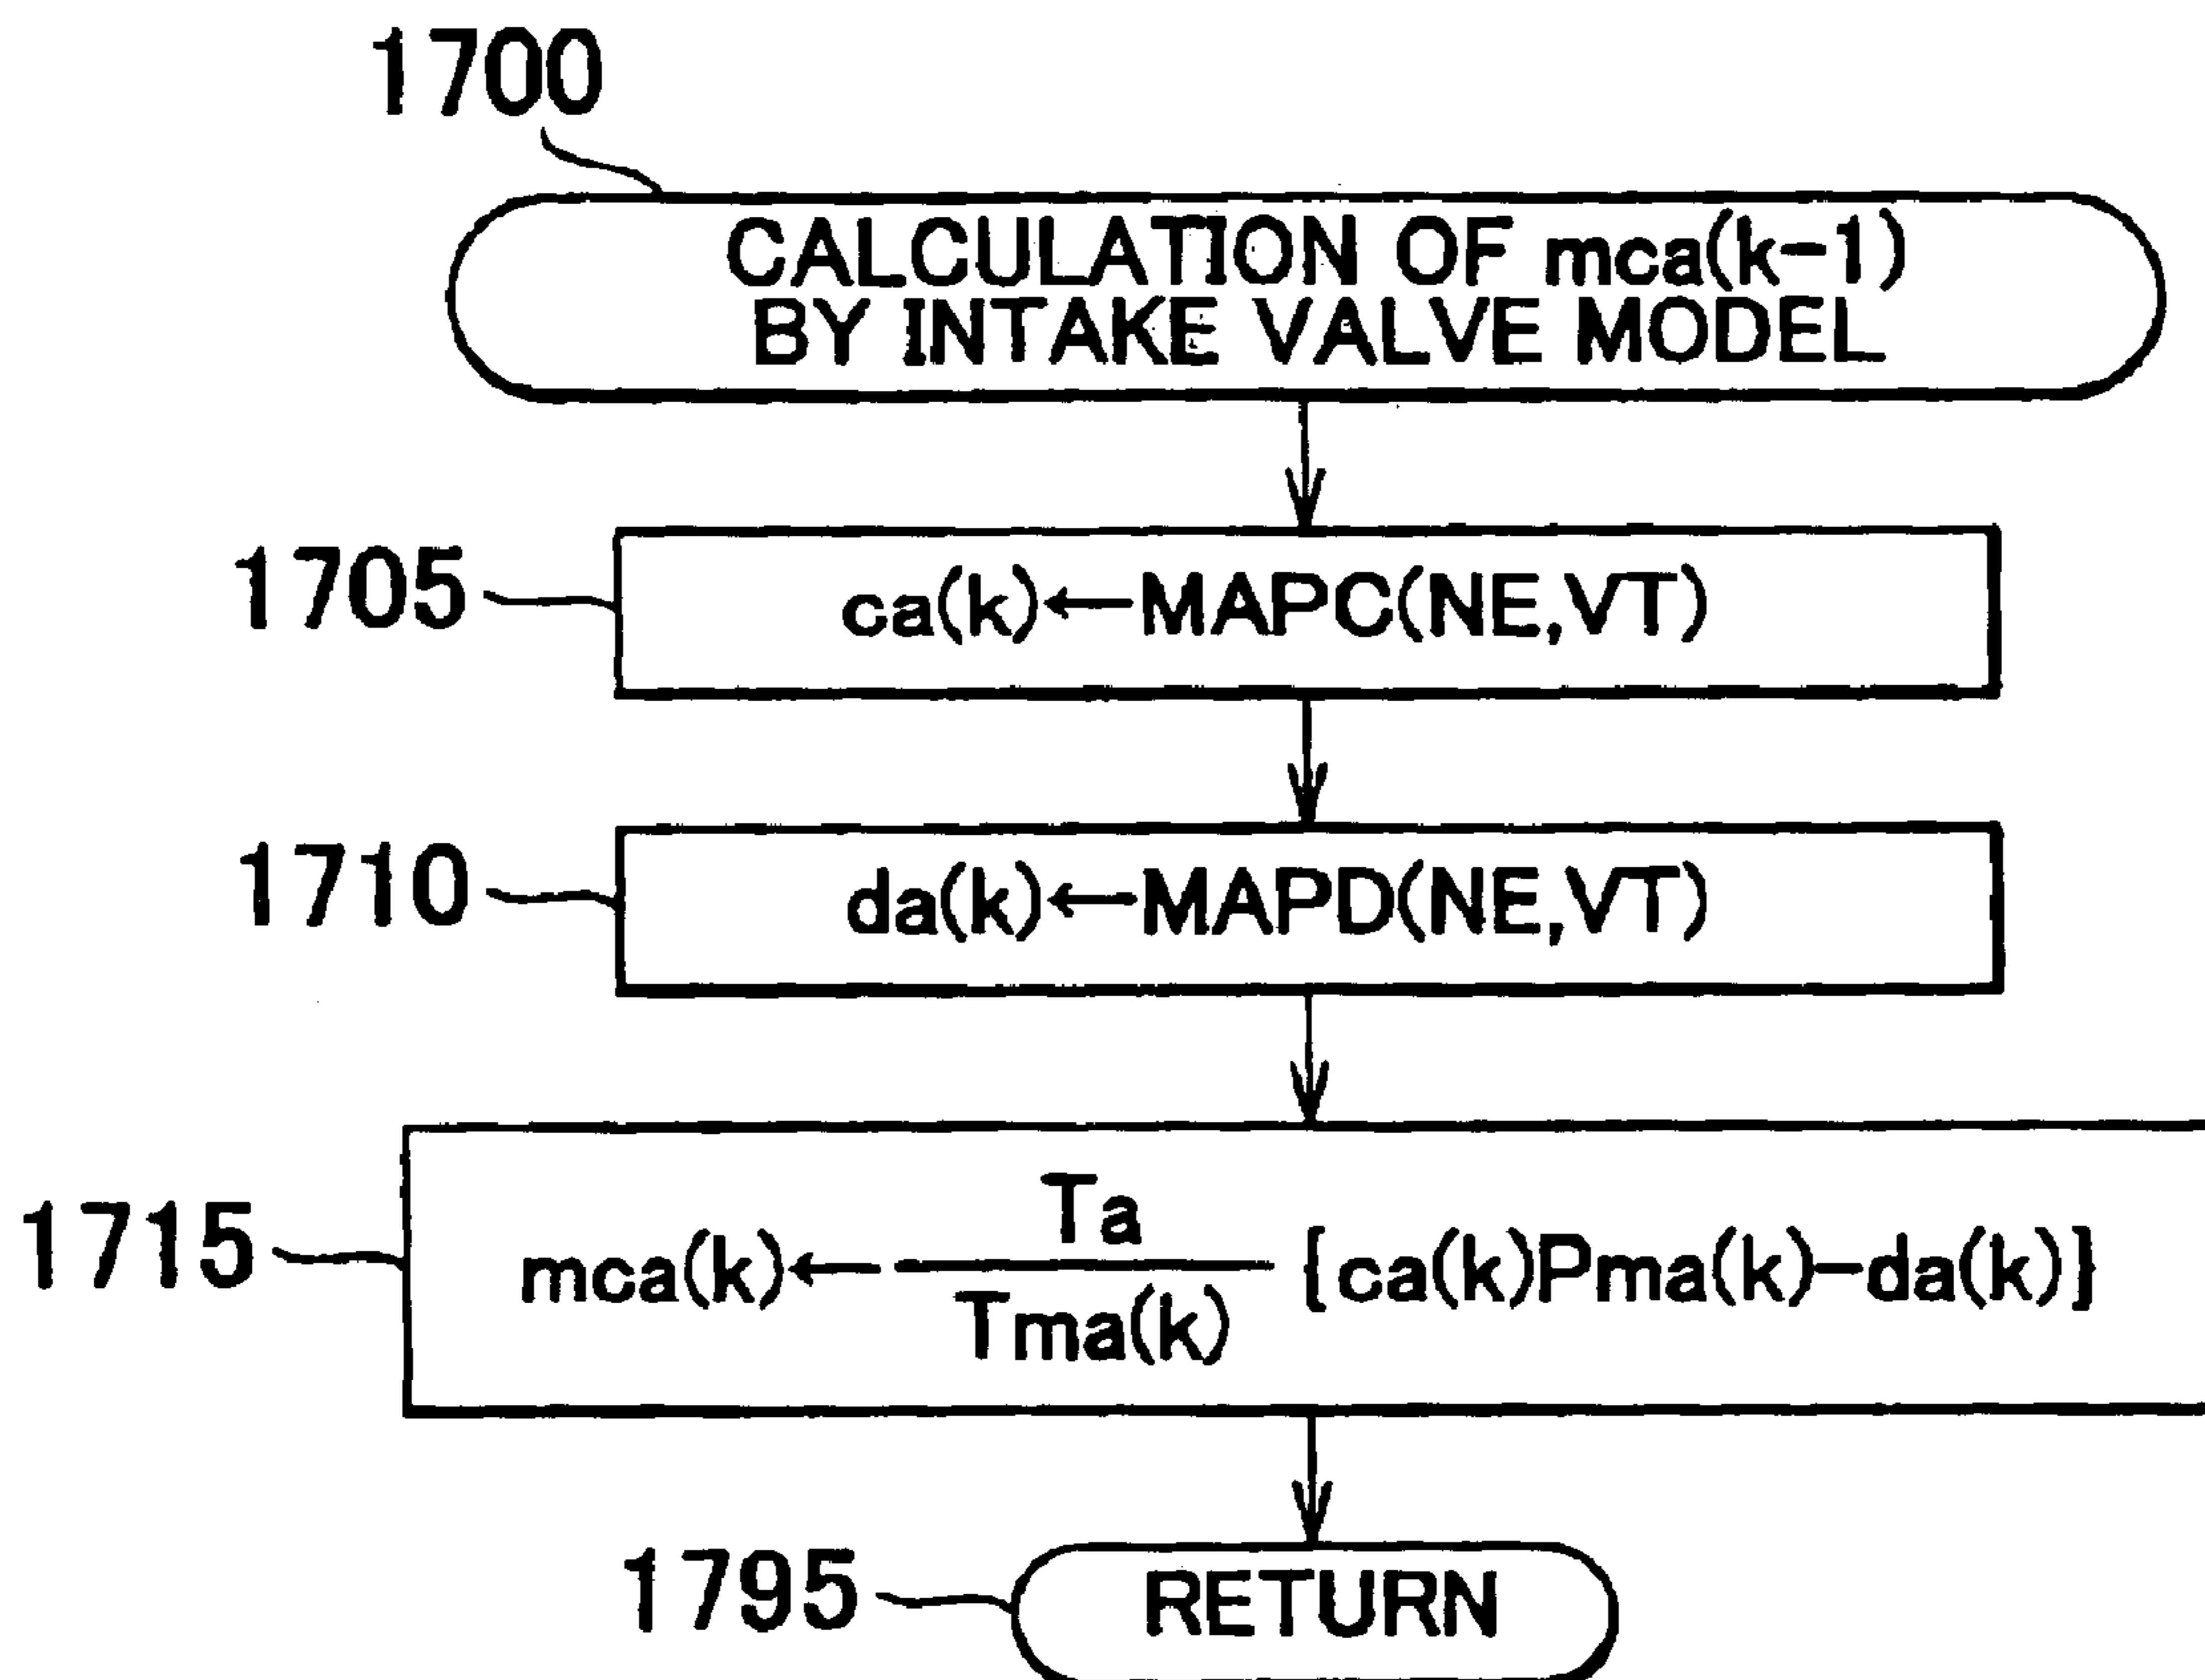 1700
CALCULATION OF mca(k-1)
BY INTAKE VALVE MODEL
1705
ca(k)←MAPC(NE,VT)
1710
da(k)←MAPD(NE,VT)
1715
mca(k)← Ta / Tma(k) {ca(k)Pma(k)-da(k)}
1795
RETURN